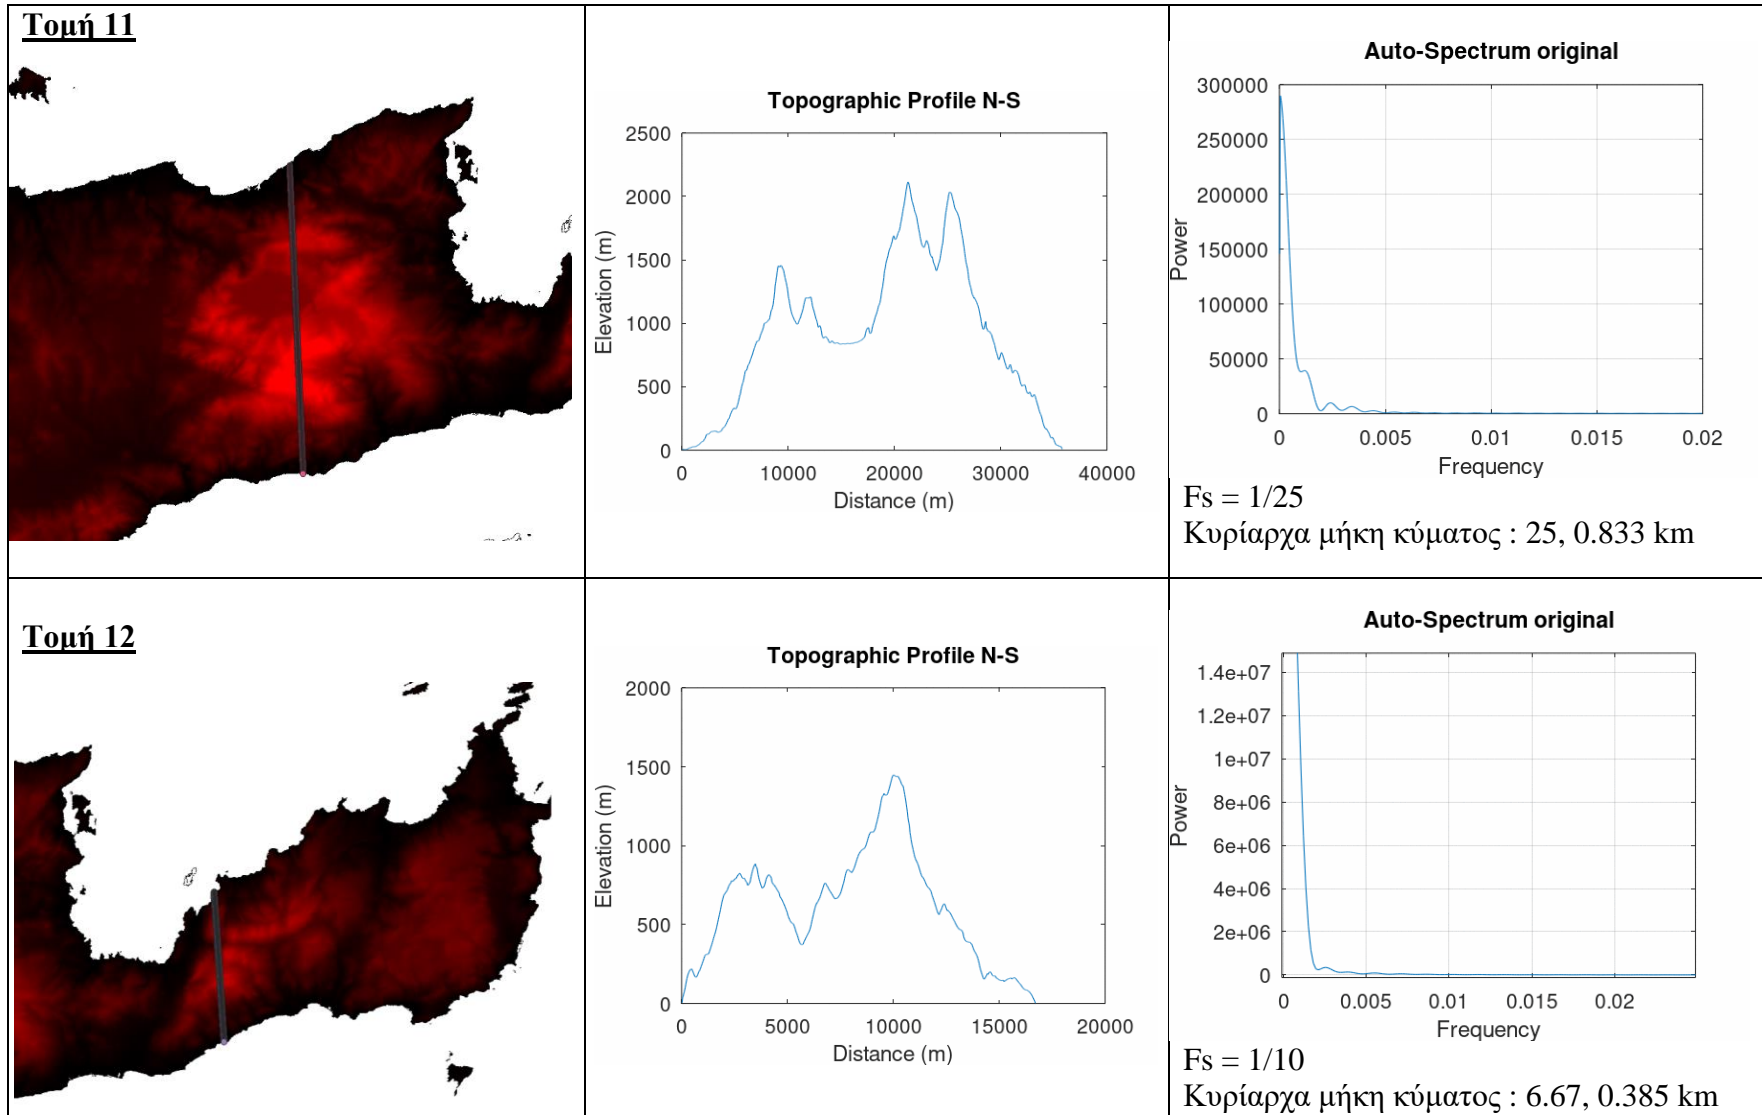 Τομή 11
Topographic Profile N-S
2500
2000
1500
1000
500
0
Elevation (m)
0 10000 20000 30000 40000
Distance (m)
Auto-Spectrum original
300000
250000
200000
150000
100000
50000
0
Power
0 0.005 0.01 0.015 0.02
Frequency
Fs = 1/25
Κυρίαρχα μήκη κύματος : 25, 0.833 km
Τομή 12
Topographic Profile N-S
2000
1500
1000
500
0
Elevation (m)
0 5000 10000 15000 20000
Distance (m)
Auto-Spectrum original
1.4e+07
1.2e+07
1e+07
8e+06
6e+06
4e+06
2e+06
0
Power
0 0.005 0.01 0.015 0.02
Frequency
Fs = 1/10
Κυρίαρχα μήκη κύματος : 6.67, 0.385 km